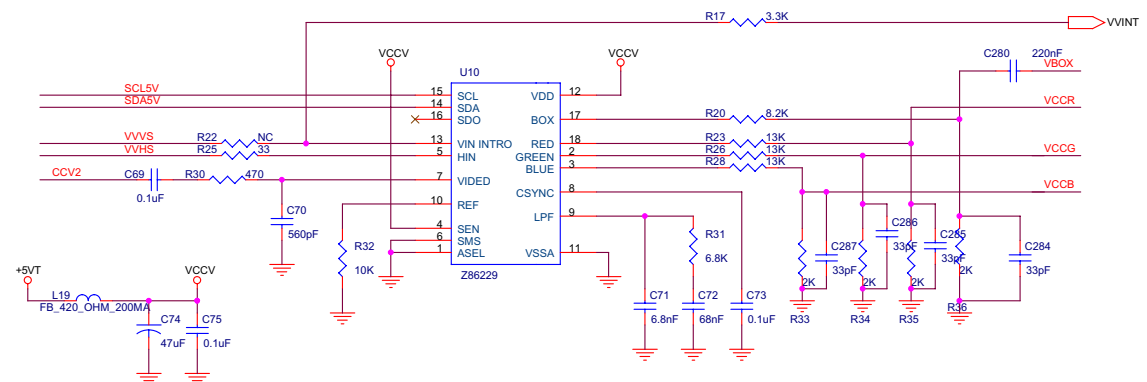 R17 3.3K
VVINT
VCCV
VCCV
C280 220nF
VBOX
U10
SCL5V
15 SCL
VDD 12
SDA5V
14 SDA
VCCR
16 SDO
BOX 17
R20 8.2K
VVVS
R22 NC
13 VIN INTRO
RED 18
R23 13K
VVHS
R25 33
5 HIN
GREEN 2
R26 13K
VCCG
BLUE 3
R28 13K
CCV2
C69
0.1uF
R30 470
7 VIDED
CSYNC 8
VCCB
10 REF
LPF 9
C70
560pF
4 SEN
6 SMS
1 ASEL
VSSA 11
Z86229
R32
10K
R31
6.8K
C287
33pF
C286
33pF
C285
33pF
C284
33pF
2K
2K
2K
2K
R33
R34
R35
R36
C71
6.8nF
C72
68nF
C73
0.1uF
+5VT
VCCV
L19
FB_420_OHM_200MA
C74
47uF
C75
0.1uF